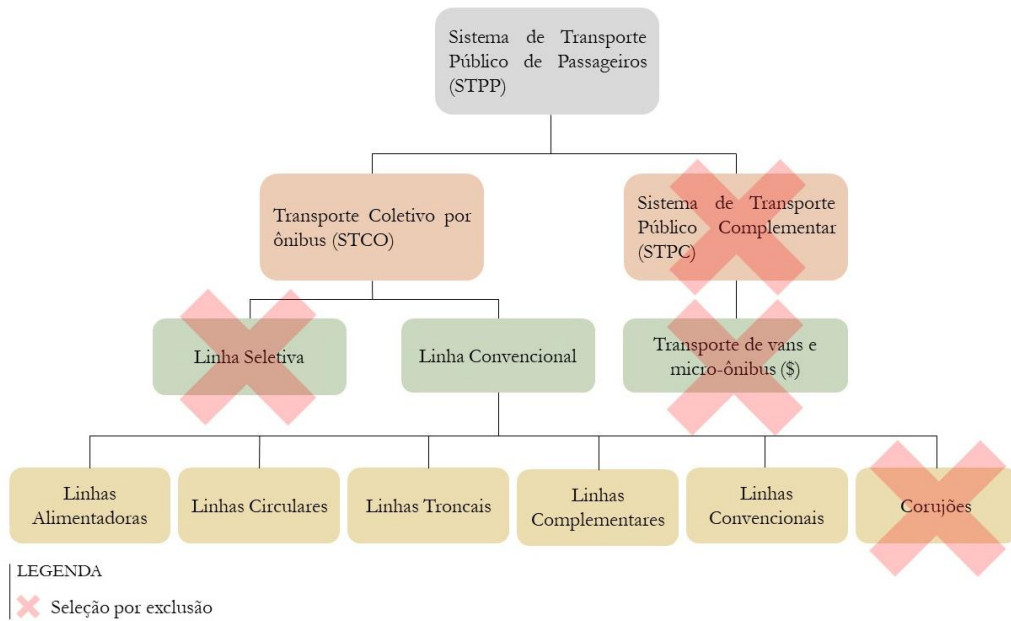 Sistema de Transporte
Público de Passageiros
(STPP)
Transporte Coletivo por
ônibus (STCO)
Sistema de Transporte
Público Complementar
(STPC)
Linha Seletiva
Linha Convencional
Transporte de vans e
micro-ônibus ($)
Linhas
Alimentadoras
Linhas Circulares
Linhas Troncais
Linhas
Complementares
Linhas
Convencionais
Corujões
LEGENDA
Seleção por exclusão